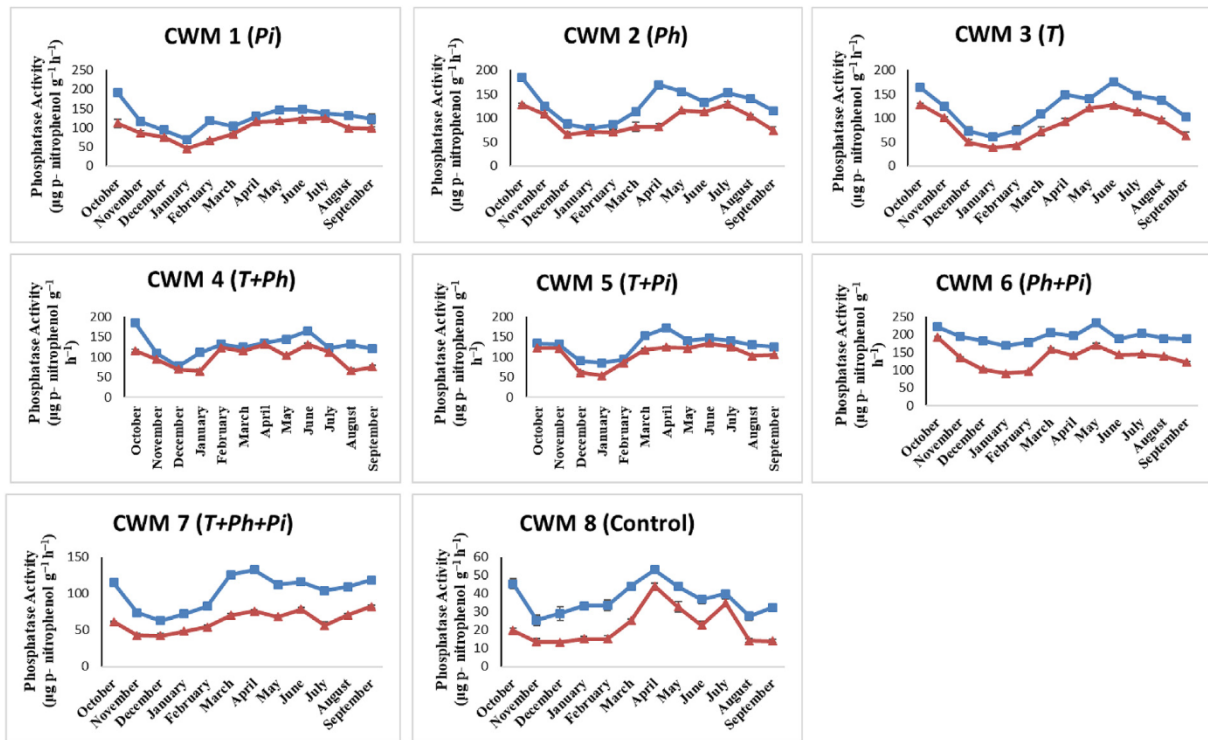 CWM 1 (Pi)
Phosphatase Activity
(µg p- nitrophenol g⁻¹ h⁻¹)
250
200
150
100
50
0
October
November
December
January
February
March
April
May
June
July
August
September
CWM 2 (Ph)
Phosphatase Activity
(µg p- nitrophenol g⁻¹ h⁻¹)
200
150
100
50
0
October
November
December
January
February
March
April
May
June
July
August
September
CWM 3 (T)
Phosphatase Activity
(µg p- nitrophenol g⁻¹ h⁻¹)
200
150
100
50
0
October
November
December
January
February
March
April
May
June
July
August
September
CWM 4 (T+Ph)
Phosphatase Activity
(µg p- nitrophenol g⁻¹
h⁻¹)
200
150
100
50
0
October
November
December
January
February
March
April
May
June
July
August
September
CWM 5 (T+Pi)
Phosphatase Activity
(µg p- nitrophenol g⁻¹
h⁻¹)
200
150
100
50
0
October
November
December
January
February
March
April
May
June
July
August
September
CWM 6 (Ph+Pi)
Phosphatase Activity
(µg p- nitrophenol g⁻¹
h⁻¹)
250
200
150
100
50
0
October
November
December
January
February
March
April
May
June
July
August
September
CWM 7 (T+Ph+Pi)
Phosphatase Activity
(µg p- nitrophenol g⁻¹ h⁻¹)
150
100
50
0
October
November
December
January
February
March
April
May
June
July
August
September
CWM 8 (Control)
Phosphatase Activity
(µg p- nitrophenol g⁻¹ h⁻¹)
60
50
40
30
20
10
0
October
November
December
January
February
March
April
May
June
July
August
September